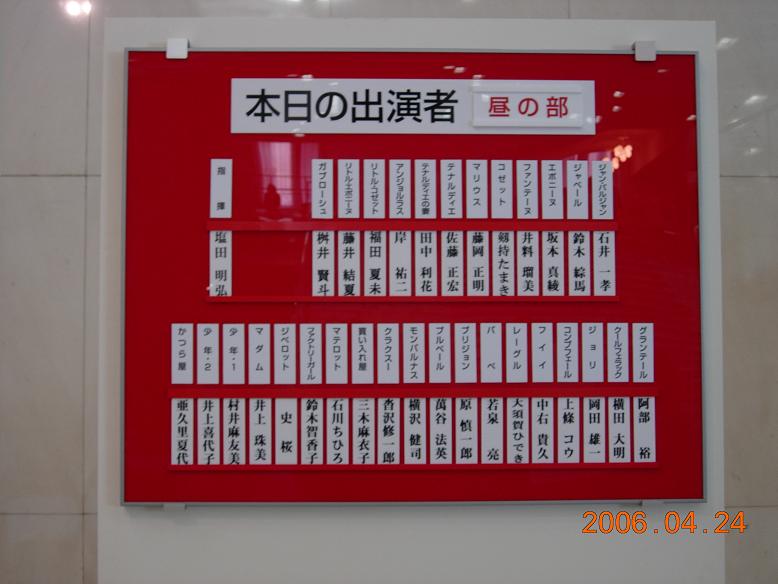 本日の出演者 昼の部
ジャン・バルジャン 石井 一孝
ジャベール 鈴木 綜馬
エポニーヌ 坂本 真綾
ファンテーヌ 井料 瑠美
コゼット 剱持たまき
マリウス 藤岡 正明
テナルディエ 佐藤 正宏
テナルディエの妻 田中 利花
アンジョルラス 岸 祐二
リトル・コゼット 福田 夏未
リトル・エポニーヌ 藤井 結夏
ガブローシュ 桝井 賢斗
指揮 塩田 明弘
グランテール 阿部 裕
クールフェラック 横田 大明
ジョリ 岡田 雄一
コンブフェール 上條 コウ
フイイ 中右 貴久
レーグル 大須賀ひでき
バベ 若泉 亮
ブリジョン 原 慎一郎
プルベール 萬谷 法英
モンパルナス 横沢 健司
クラクスー 沓沢修一郎
買い入れ屋 三木麻衣子
マテロット 石川ちひろ
ファクトリーガール 鈴木智香子
ジベロット 史 桜
マダム 井上 珠美
少年・1 村井麻友美
少年・2 井上喜代子
かつら屋 亜久里夏代
2006.04.24